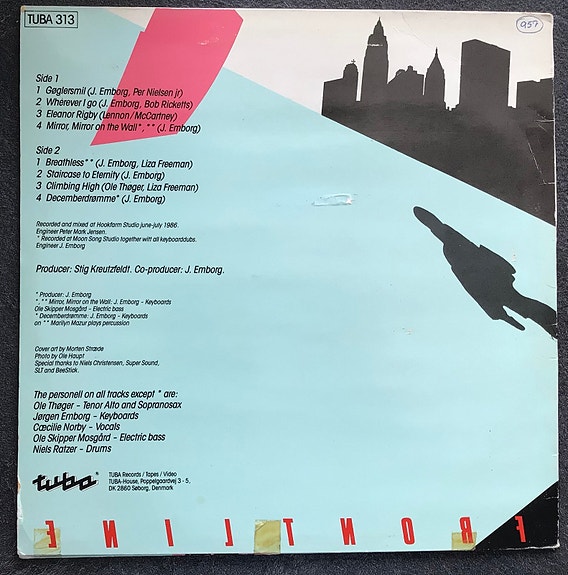 TUBA 313
957
Side 1
1 Gøglersmil (J. Emborg, Per Nielsen jr)
2 Wherever I go (J. Emborg, Bob Ricketts)
3 Eleanor Rigby (Lennon/McCartney)
4 Mirror, Mirror on the Wall*, ** (J. Emborg)
Side 2
1 Breathless** (J. Emborg, Liza Freeman)
2 Staircase to Eternity (J. Emborg)
3 Climbing High (Ole Thøger, Liza Freeman)
4 Decemberdrømme* (J. Emborg)
Recorded and mixed at Hookfarm Studio june-july 1986.
Engineer Peter Mark Jensen.
* Recorded at Moon Song Studio together witt all keyboarddubs.
Engineer J. Emborg
Producer: Stig Kreutzfeldt. Co-producer: J. Emborg.
* Producer: J. Emborg
*, ** Mirror, Mirror on the Wall: J. Emborg – Keyboards
Ole Skipper Mosgård – Electric bass
* Decemberdrømme: J. Emborg – Keyboards
on ** Marilyn Mazur plays percussion
Cover art by Morten Stræde
Photo by Ole Haupt
Special thanks to Niels Christensen, Super Sound,
SLT and BeeStick.
The personell on all tracks except * are:
Ole Thøger – Tenor Alto and Sopranosax
Jørgen Emborg – Keyboards
Cæcilie Norby – Vocals
Ole Skipper Mosgård – Electric bass
Niels Ratzer – Drums
tuba®
TUBA Records / Tapes / Video
TUBA-House, Poppelgaardvej 3 - 5,
DK 2860 Søborg, Denmark
FRONTLINE